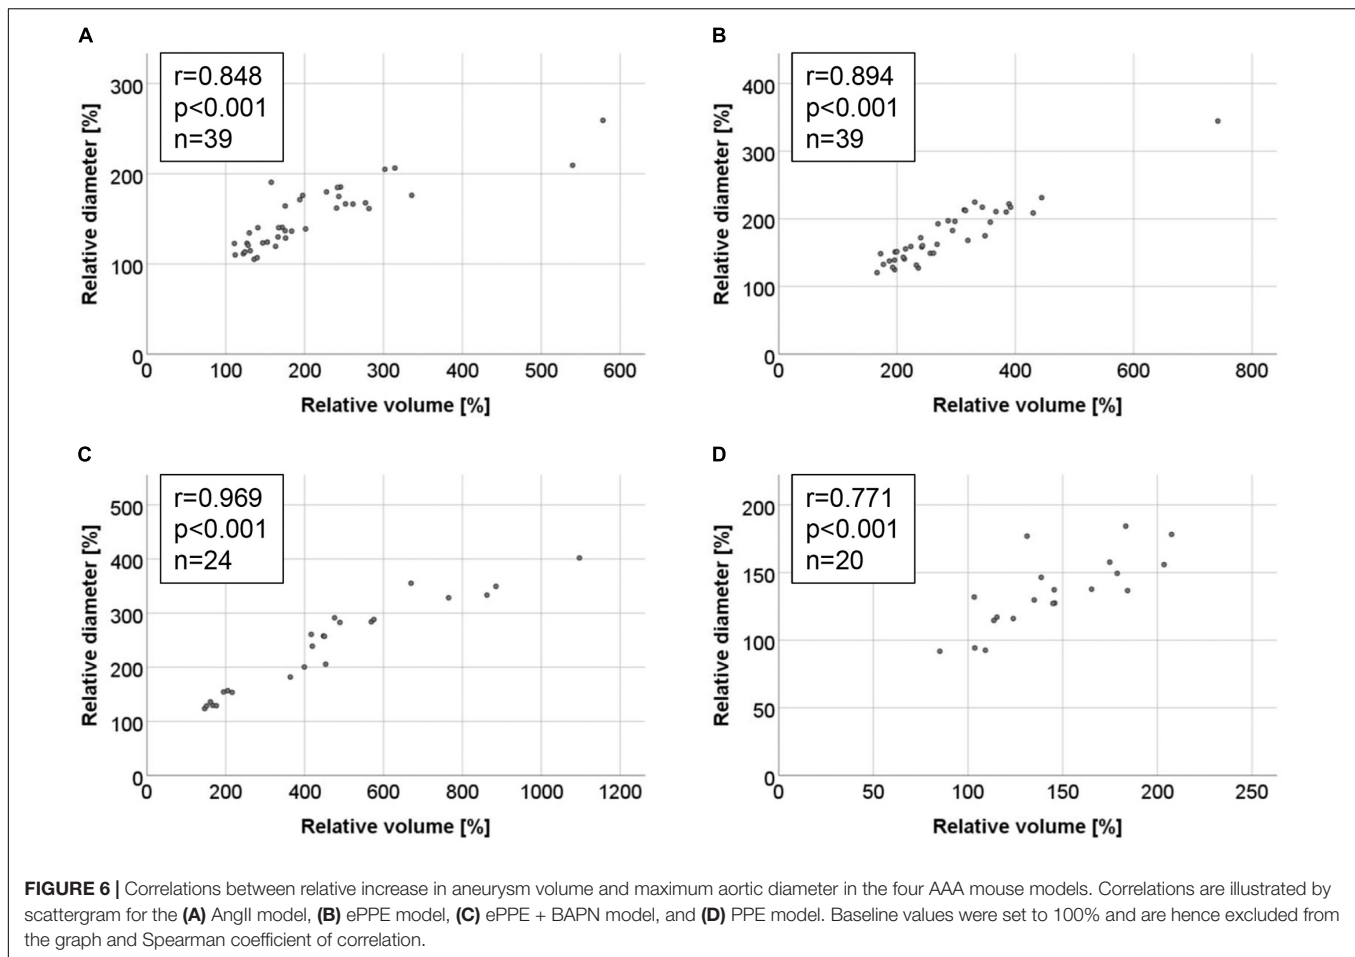 A
r=0.848
p<0.001
n=39
Relative diameter [%]
300
200
100
0
0 100 200 300 400 500 600
Relative volume [%]
B
r=0.894
p<0.001
n=39
Relative diameter [%]
400
300
200
100
0
0 200 400 600 800
Relative volume [%]
C
r=0.969
p<0.001
n=24
Relative diameter [%]
500
400
300
200
100
0
0 200 400 600 800 1000 1200
Relative volume [%]
D
r=0.771
p<0.001
n=20
Relative diameter [%]
200
150
100
50
0
0 50 100 150 200 250
Relative volume [%]
FIGURE 6 | Correlations between relative increase in aneurysm volume and maximum aortic diameter in the four AAA mouse models. Correlations are illustrated by
scattergram for the (A) AngII model, (B) ePPE model, (C) ePPE + BAPN model, and (D) PPE model. Baseline values were set to 100% and are hence excluded from
the graph and Spearman coefficient of correlation.